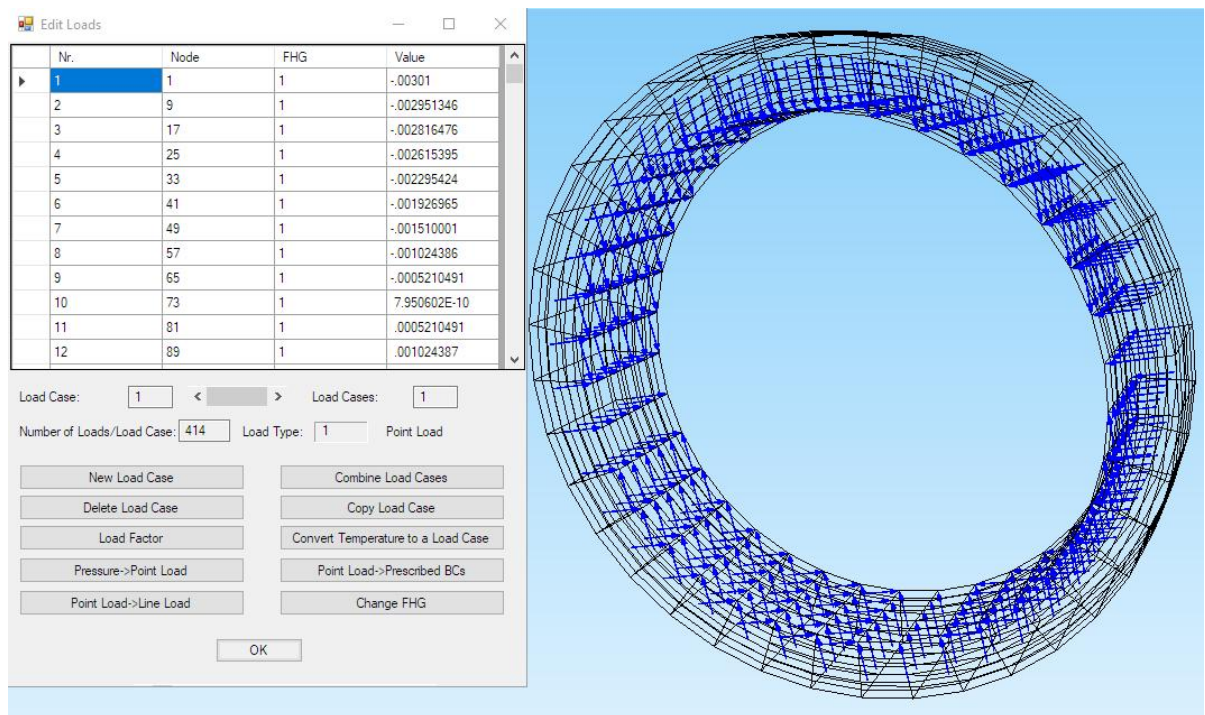 Edit Loads
Nr. Node FHG Value
1 1 1 -.00301
2 9 1 -.002951346
3 17 1 -.002816476
4 25 1 -.002615395
5 33 1 -.002295424
6 41 1 -.001926965
7 49 1 -.001510001
8 57 1 -.001024386
9 65 1 -.0005210491
10 73 1 7.950602E-10
11 81 1 .0005210491
12 89 1 .001024387
Load Case: 1 < > Load Cases: 1
Number of Loads/Load Case: 414 Load Type: 1 Point Load
New Load Case Combine Load Cases
Delete Load Case Copy Load Case
Load Factor Convert Temperature to a Load Case
Pressure->Point Load Point Load->Prescribed BCs
Point Load->Line Load Change FHG
OK